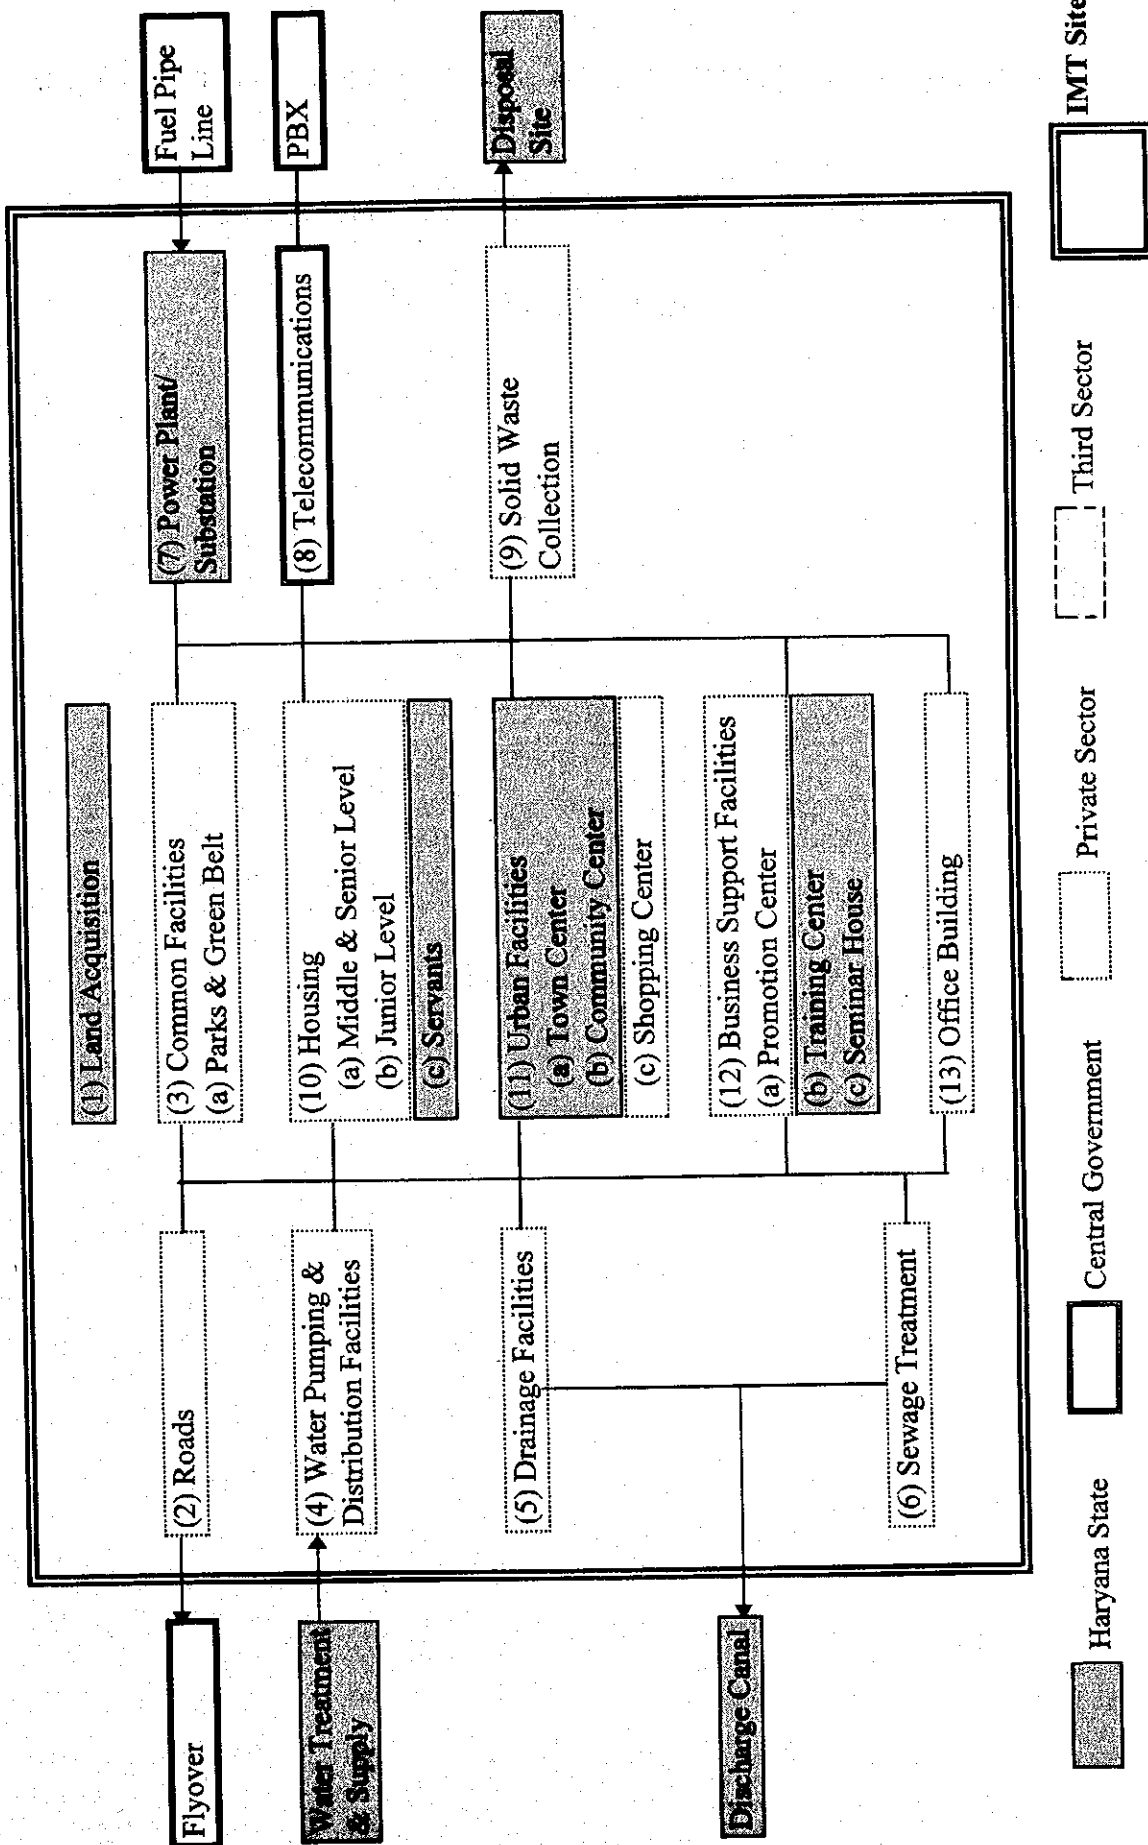 Flyover
Water Treatment
& Supply
Discharge Canal
(2) Roads
(4) Water Pumping &
Distribution Facilities
(5) Drainage Facilities
(6) Sewage Treatment
(1) Land Acquisition
(3) Common Facilities
(a) Parks & Green Belt
(10) Housing
(a) Middle & Senior Level
(b) Junior Level
(c) Servants
(11) Urban Facilities
(a) Town Center
(b) Community Center
(c) Shopping Center
(12) Business Support Facilities
(a) Promotion Center
(b) Training Center
(c) Seminar House
(13) Office Building
(7) Power Plant/
Substation
(8) Telecommunications
(9) Solid Waste
Collection
Fuel Pipe
Line
PBX
Disposal
Site
Haryana State
Central Government
Private Sector
Third Sector
IMT Site